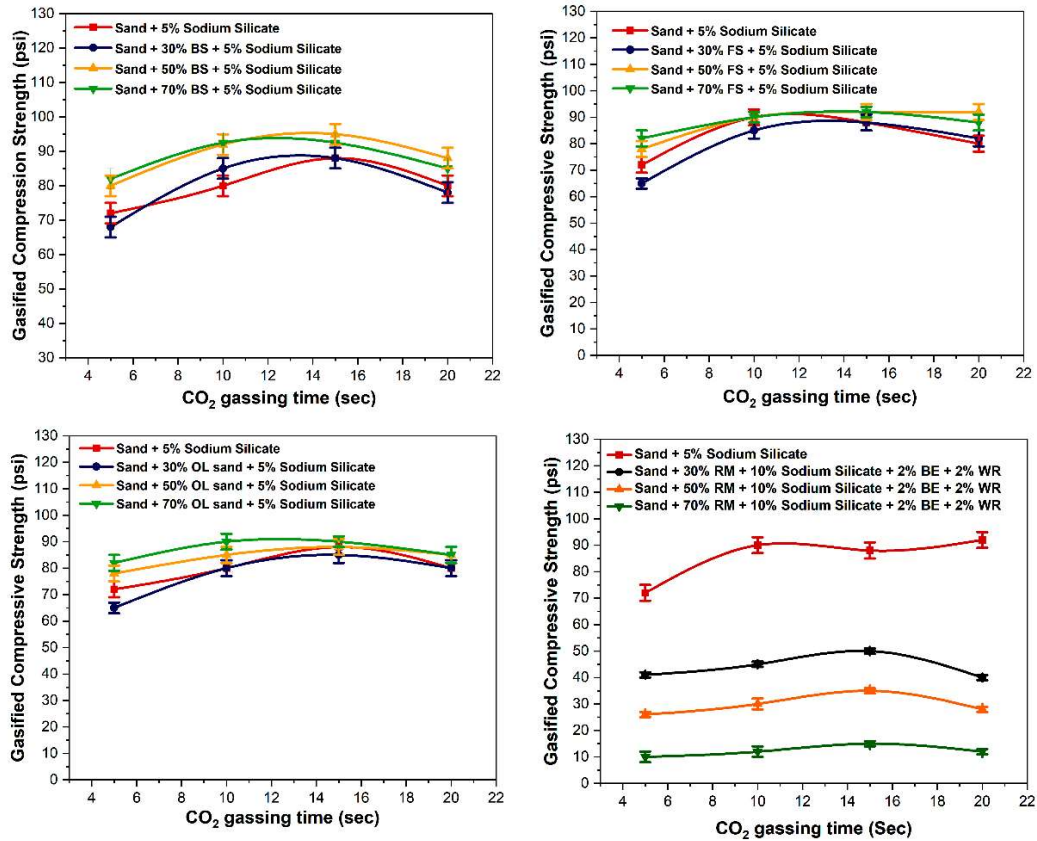 130
120
110
100
90
80
70
60
50
40
30
Gasified Compression Strength (psi)
Sand + 5% Sodium Silicate
Sand + 30% BS + 5% Sodium Silicate
Sand + 50% BS + 5% Sodium Silicate
Sand + 70% BS + 5% Sodium Silicate
4 6 8 10 12 14 16 18 20 22
CO₂ gassing time (sec)
130
120
110
100
90
80
70
60
50
40
30
20
10
0
Gasified Compressive Strength (psi)
Sand + 5% Sodium Silicate
Sand + 30% FS + 5% Sodium Silicate
Sand + 50% FS + 5% Sodium Silicate
Sand + 70% FS + 5% Sodium Silicate
4 6 8 10 12 14 16 18 20 22
CO₂ gassing time (sec)
130
120
110
100
90
80
70
60
50
40
30
20
10
0
Gasified Compressive Strength (psi)
Sand + 5% Sodium Silicate
Sand + 30% OL sand + 5% Sodium Silicate
Sand + 50% OL sand + 5% Sodium Silicate
Sand + 70% OL sand + 5% Sodium Silicate
4 6 8 10 12 14 16 18 20 22
CO₂ gassing time (sec)
130
120
110
100
90
80
70
60
50
40
30
20
10
0
Gasified Compressive Strength (psi)
Sand + 5% Sodium Silicate
Sand + 30% RM + 10% Sodium Silicate + 2% BE + 2% WR
Sand + 50% RM + 10% Sodium Silicate + 2% BE + 2% WR
Sand + 70% RM + 10% Sodium Silicate + 2% BE + 2% WR
4 6 8 10 12 14 16 18 20 22
CO₂ gassing time (Sec)